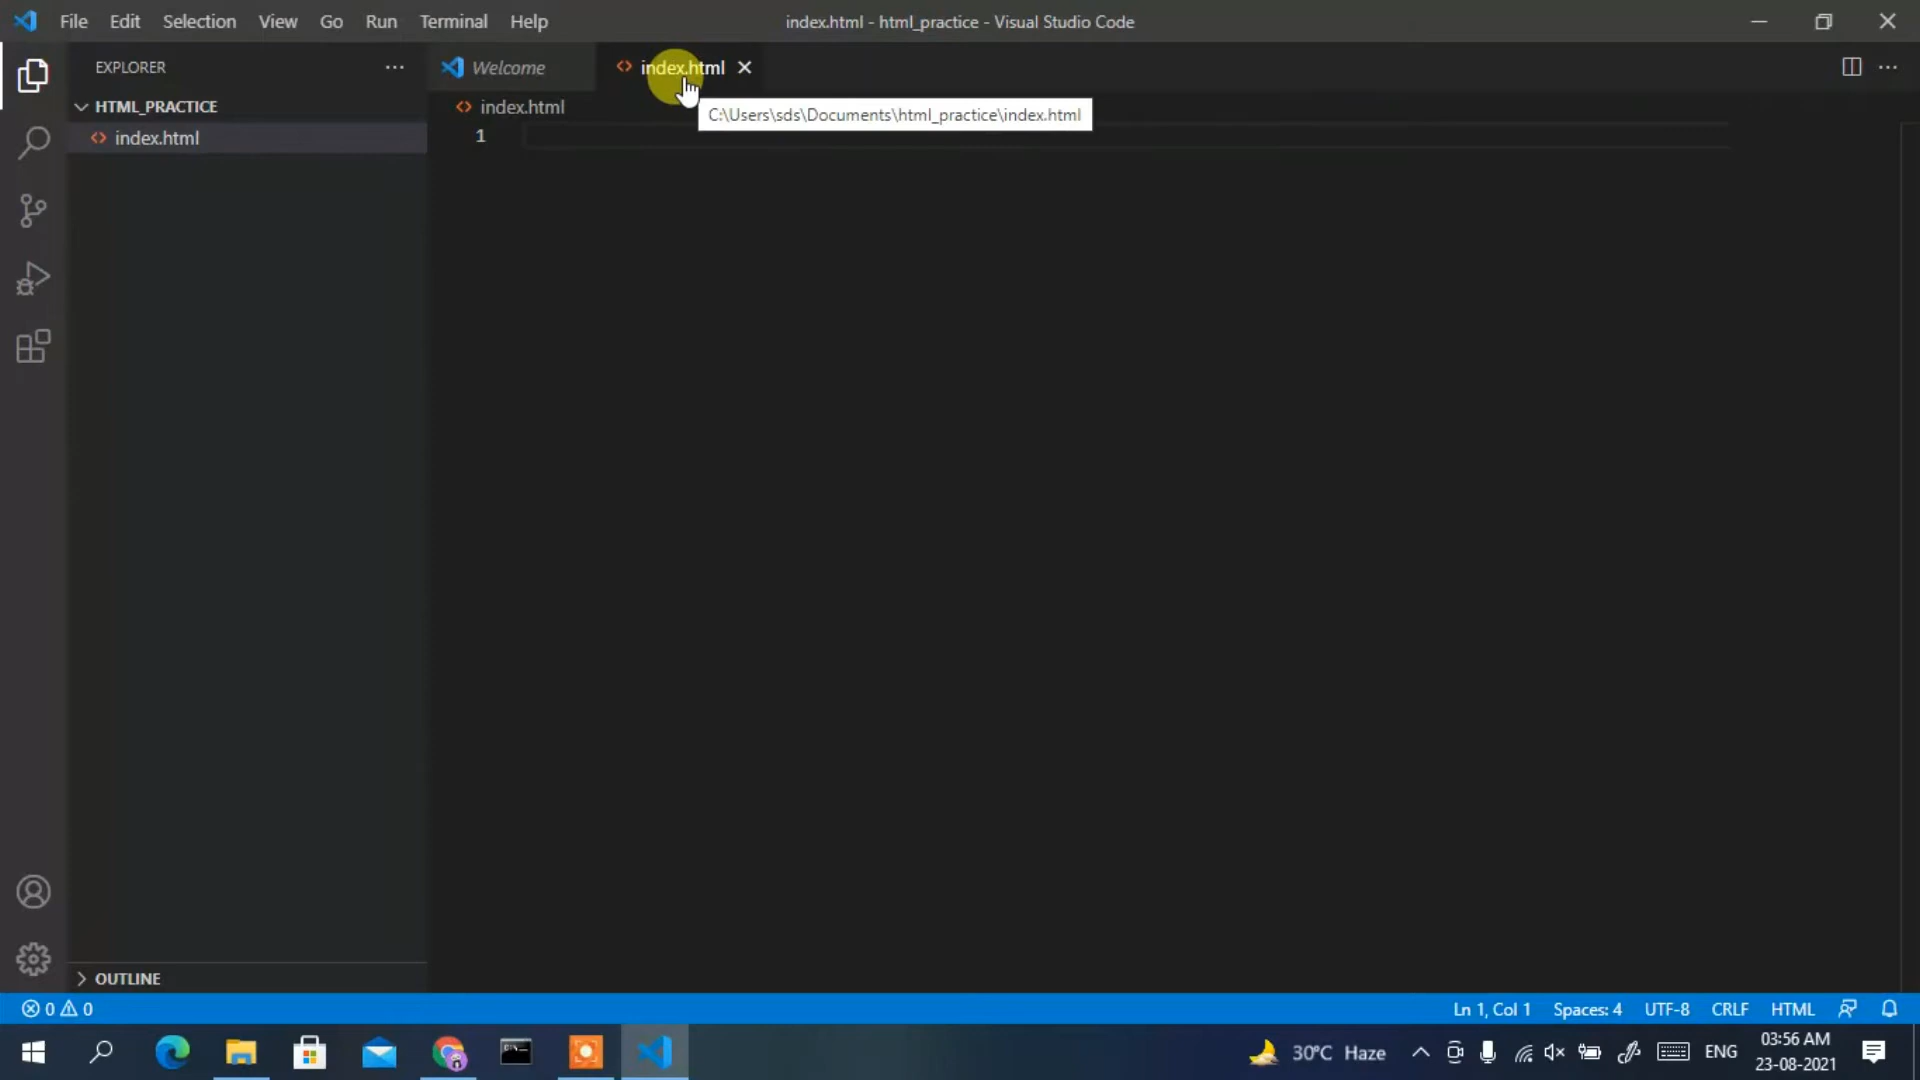 File Edit Selection View Go Run Terminal Help
index.html - html_practice - Visual Studio Code
EXPLORER
Welcome
index.html
HTML_PRACTICE
index.html
C:\Users\sds\Documents\html_practice\index.html
index.html
1
OUTLINE
0 0
Ln 1, Col 1 Spaces: 4 UTF-8 CRLF HTML
30°C Haze
ENG
03:56 AM
23-08-2021